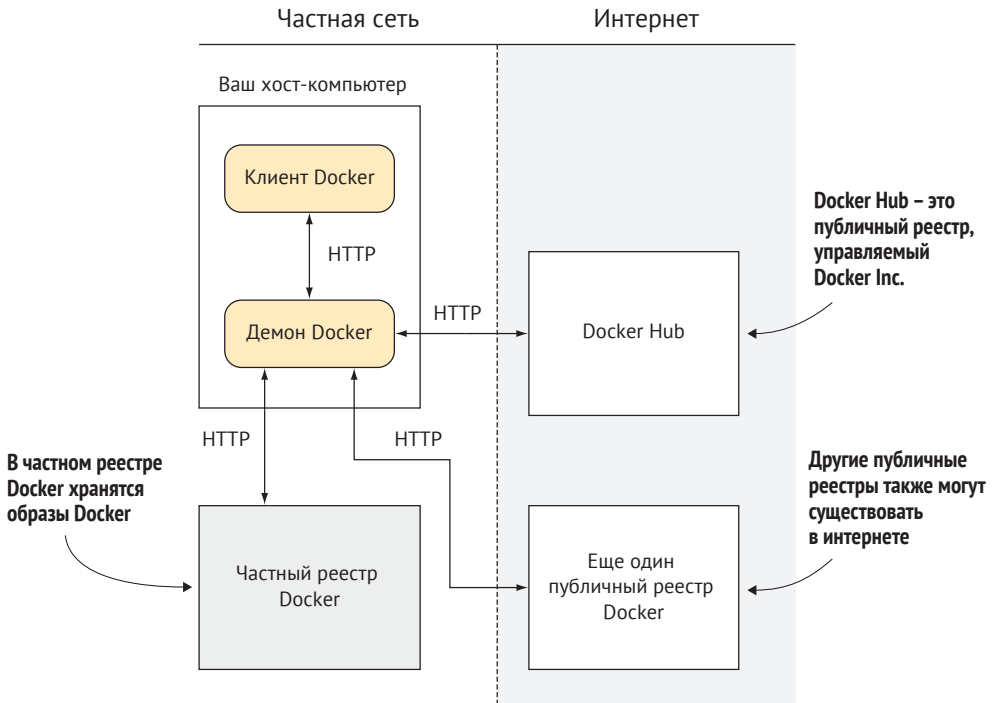 Частная сеть
Интернет
Ваш хост-компьютер
Клиент Docker
HTTP
Демон Docker
HTTP
Docker Hub
Docker Hub – это
публичный реестр,
управляемый
Docker Inc.
HTTP
HTTP
В частном реестре
Docker хранятся
образы Docker
Частный реестр
Docker
Еще один
публичный реестр
Docker
Другие публичные
реестры также могут
существовать
в интернете